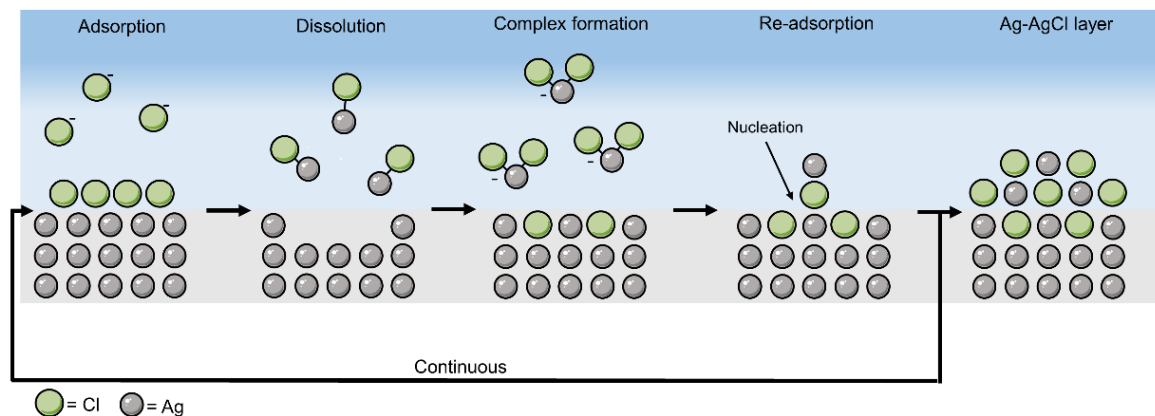 Adsorption
Dissolution
Complex formation
Re-adsorption
Ag-AgCl layer
-
-
-
-
-
-
Nucleation
Continuous
= Cl
= Ag